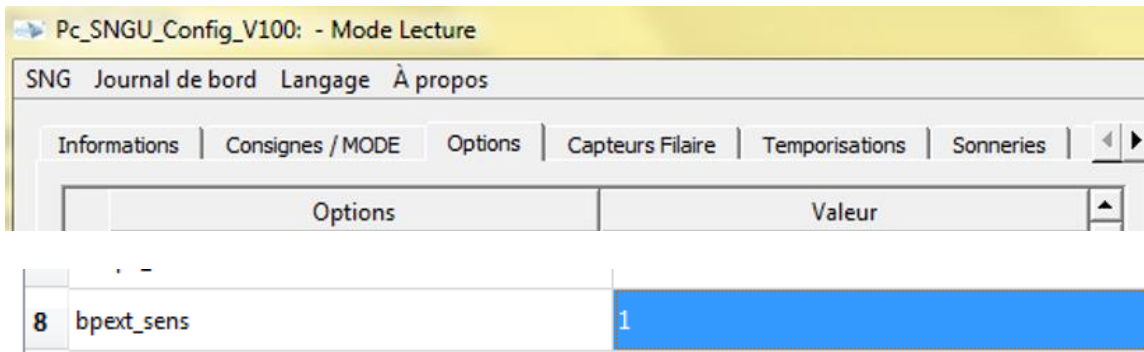 Pc_SNGU_Config_V100: - Mode Lecture
SNG Journal de bord Langage À propos
Informations Consignes / MODE Options Capteurs Filaire Temporisations Sonneries
Options Valeur
8 bpext_sens 1